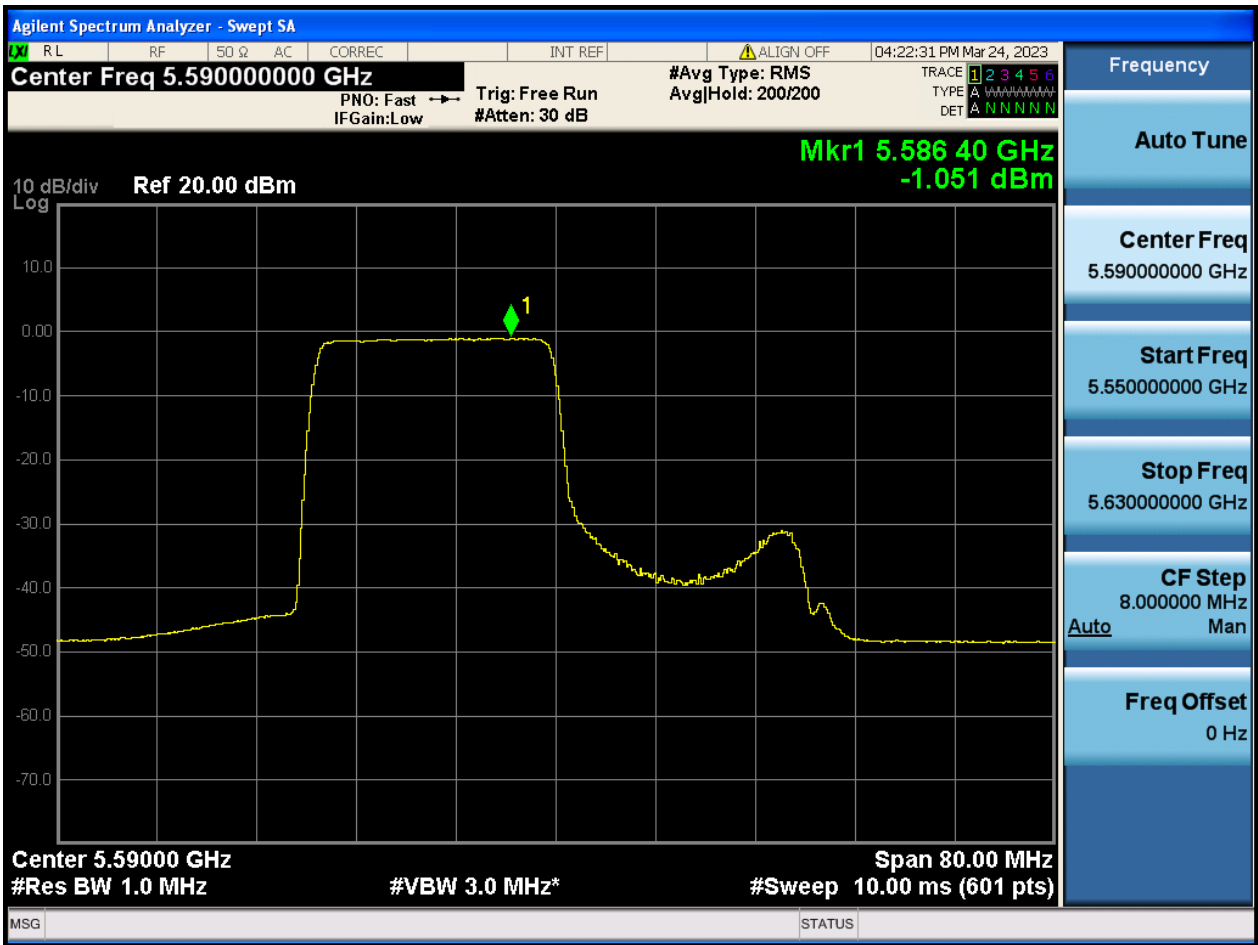 Agilent Spectrum Analyzer - Swept SA
LXI RL RF 50 Ω AC CORREC INT REF ALIGN OFF 04:22:31 PM Mar 24, 2023
Center Freq 5.590000000 GHz
PNO: Fast
IFGain:Low
Trig: Free Run
#Atten: 30 dB
#Avg Type: RMS
Avg|Hold: 200/200
TRACE 1 2 3 4 5 6
TYPE A WWWWW
DET A N N N N N
Mkr1 5.586 40 GHz
-1.051 dBm
10 dB/div Ref 20.00 dBm
Log
10.0
0.00
-10.0
-20.0
-30.0
-40.0
-50.0
-60.0
-70.0
1
Center 5.59000 GHz Span 80.00 MHz
#Res BW 1.0 MHz #VBW 3.0 MHz* #Sweep 10.00 ms (601 pts)
MSG STATUS
Frequency
Auto Tune
Center Freq
5.590000000 GHz
Start Freq
5.550000000 GHz
Stop Freq
5.630000000 GHz
CF Step
8.000000 MHz
Auto Man
Freq Offset
0 Hz